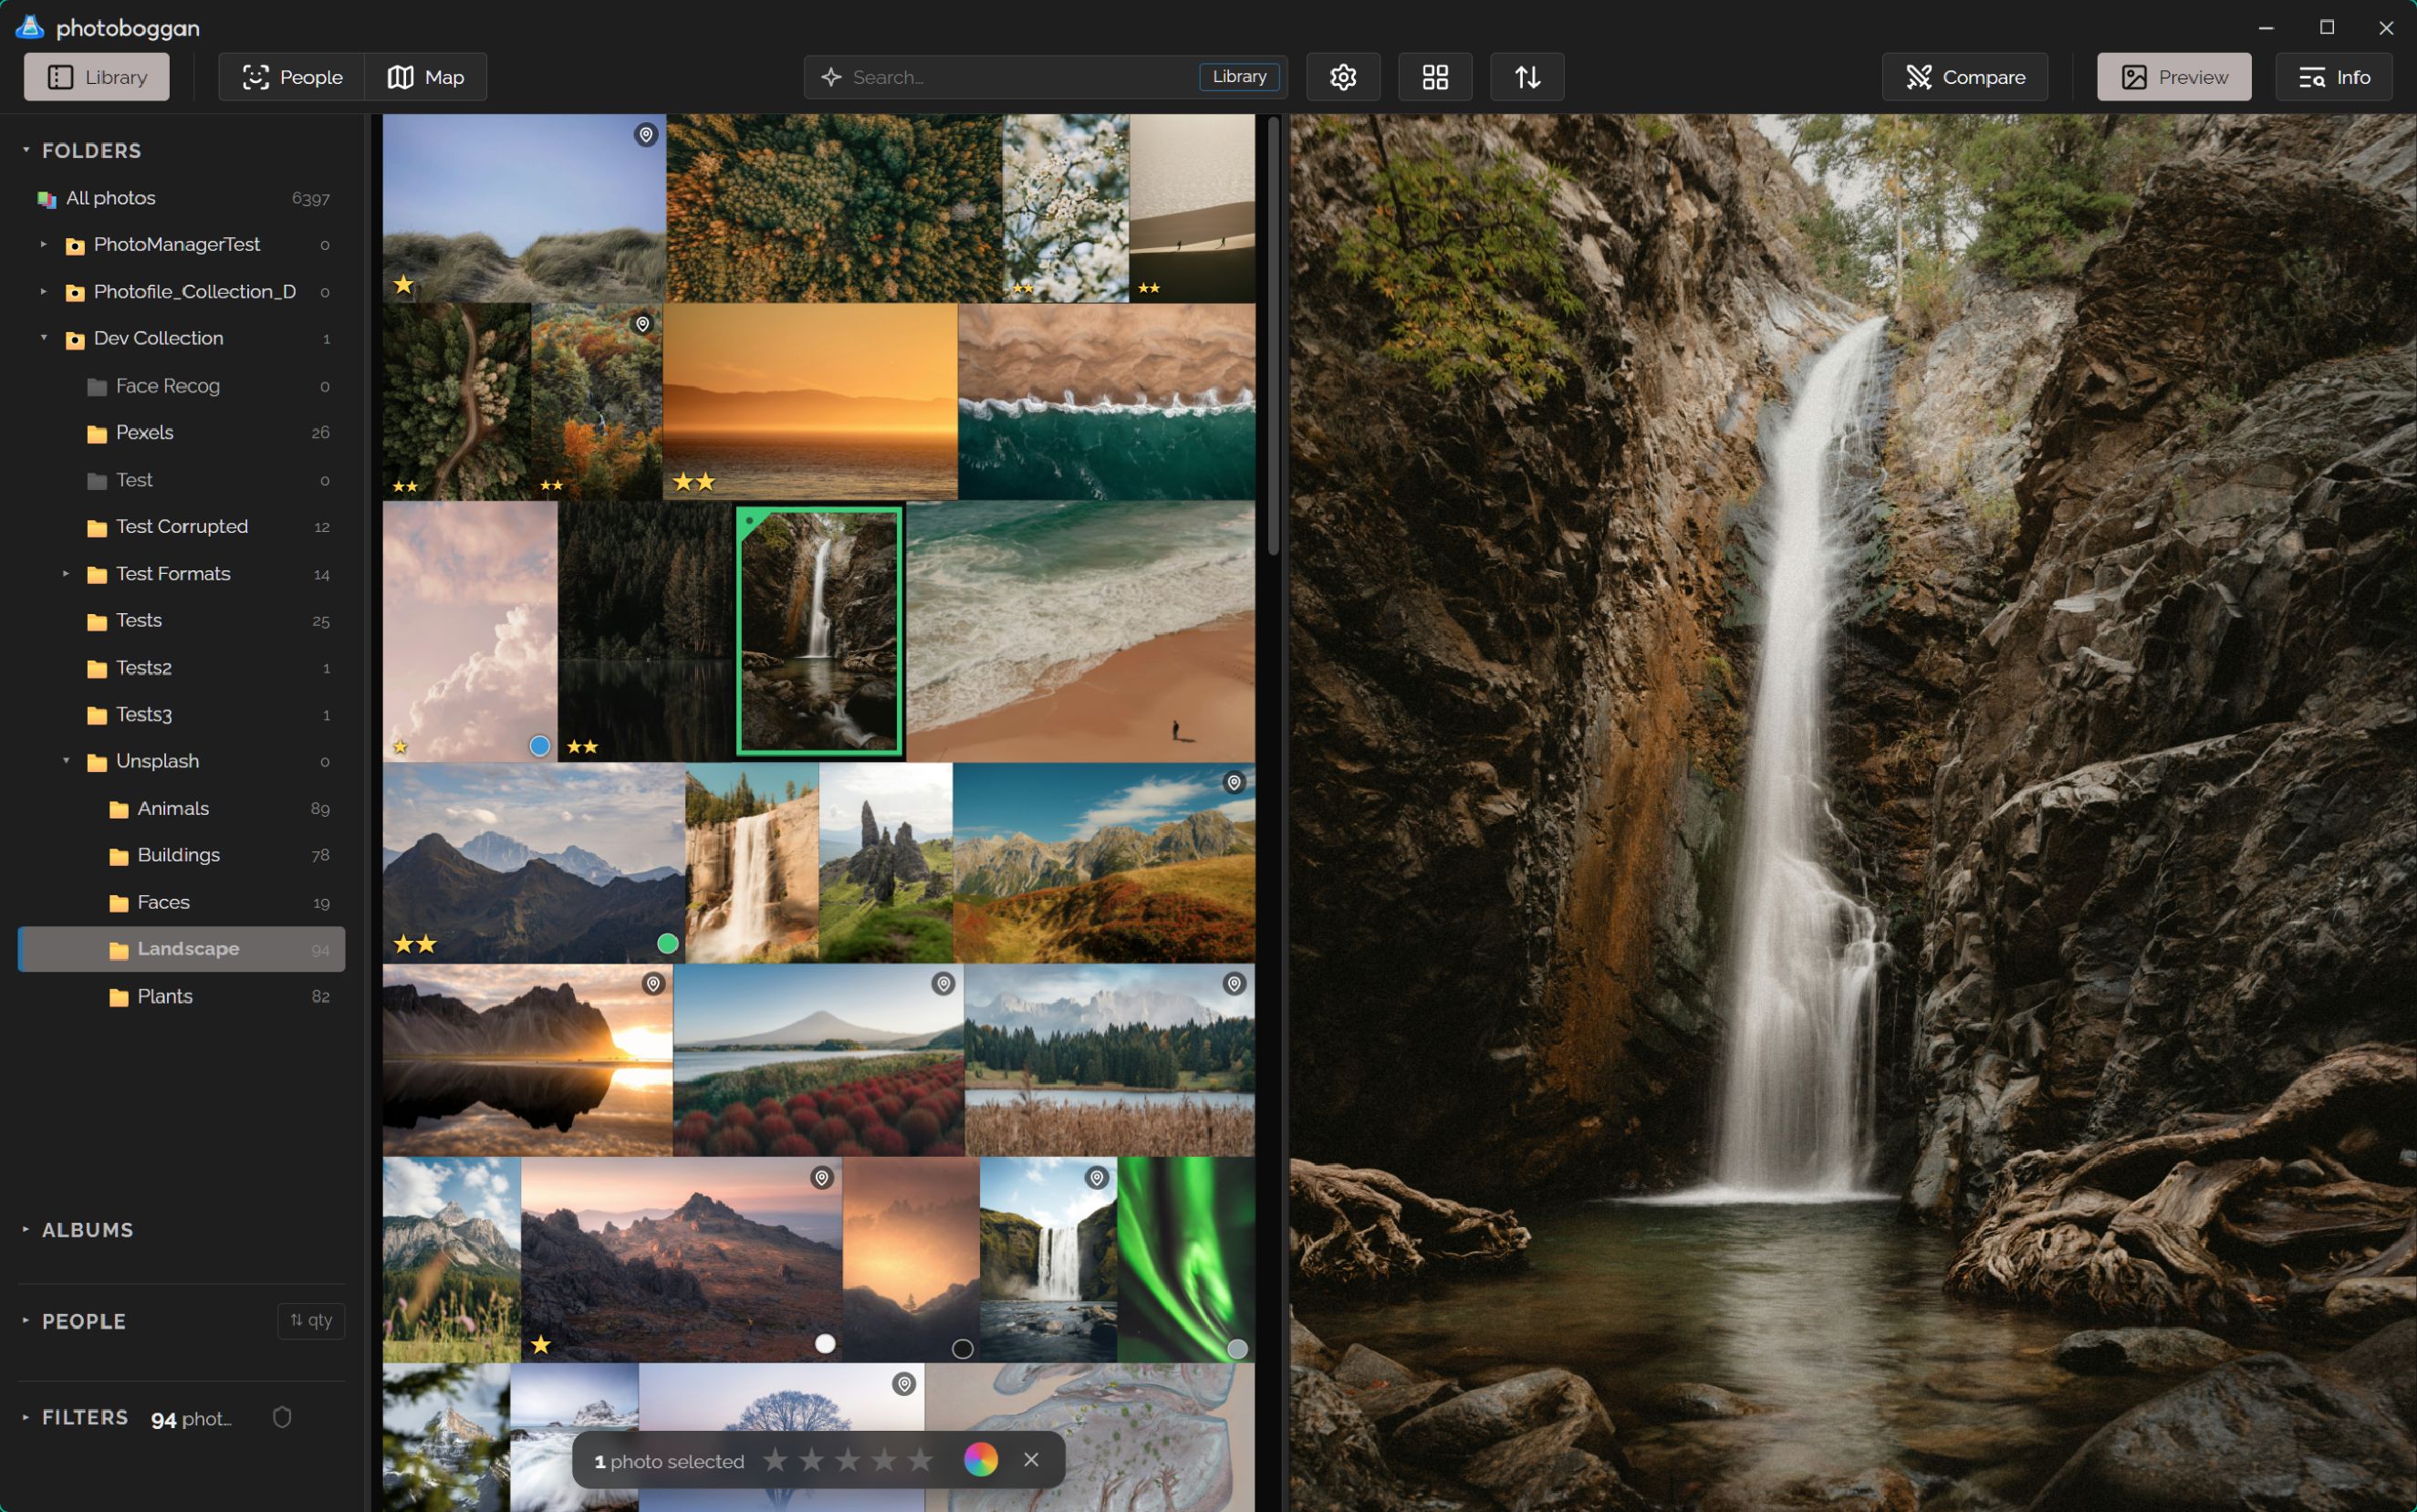 photoboggan
Library
People
Map
Search...
Library
Compare
Preview
Info
FOLDERS
All photos 6397
PhotoManagerTest 0
Photofile_Collection_D 0
Dev Collection 1
Face Recog 0
Pexels 26
Test 0
Test Corrupted 12
Test Formats 14
Tests 25
Tests2 1
Tests3 1
Unsplash 0
Animals 89
Buildings 78
Faces 19
Landscape 94
Plants 82
ALBUMS
PEOPLE qty
FILTERS 94 phot...
1 photo selected